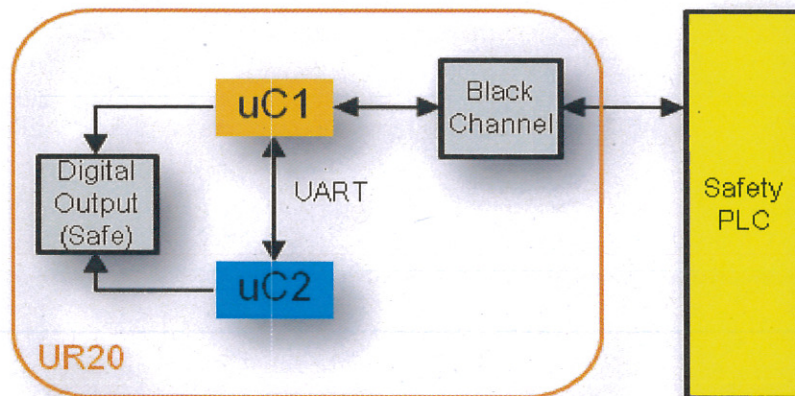 uC1
Black
Channel
Digital
Output
(Safe)
UART
Safety
PLC
uC2
UR20